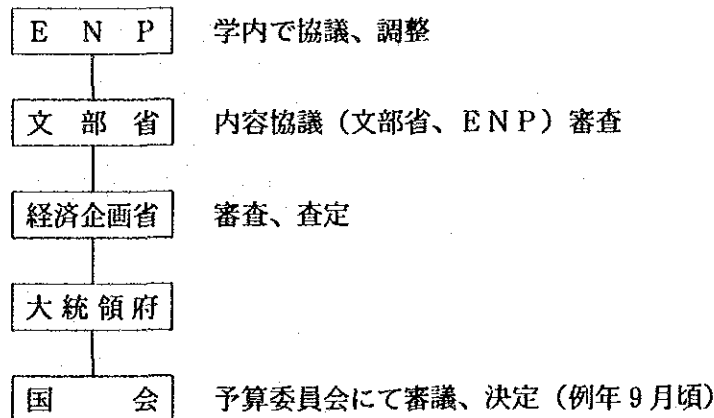 ＥＮＰ　学内で協議、調整
文部省　内容協議（文部省、ＥＮＰ）審査
経済企画省　審査、査定
大統領府
国会　予算委員会にて審議、決定（例年９月頃）